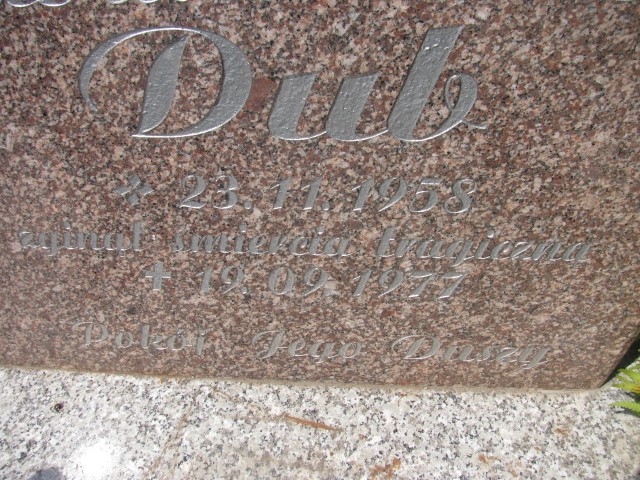 Dub
23.11.1958
zginął śmiercią tragiczną
19.09.1977
Pokój Jego Duszy